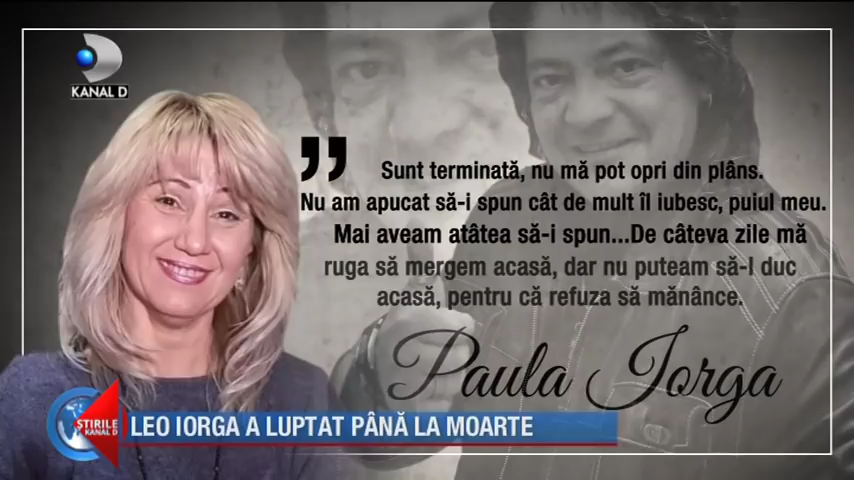 KANAL D
” Sunt terminată, nu mă pot opri din plâns.
Nu am apucat să-i spun cât de mult îl iubesc, puiul meu.
Mai aveam atâtea să-i spun...De câteva zile mă
ruga să mergem acasă, dar nu puteam să-l duc
acasă, pentru că refuza să mănânce.
Paula Iorga
ȘTIRILE
KANAL D
LEO IORGA A LUPTAT PÂNĂ LA MOARTE